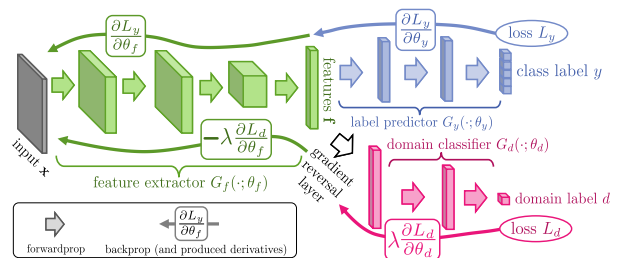 ∂L_y/∂θ_f
∂L_y/∂θ_y
loss L_y
class label y
features f
label predictor G_y(·; θ_y)
input x
−λ ∂L_d/∂θ_f
feature extractor G_f(·; θ_f)
gradient
reversal
layer
domain classifier G_d(·; θ_d)
domain label d
λ ∂L_d/∂θ_d
loss L_d
∂L_y/∂θ_f
forwardprop
backprop (and produced derivatives)